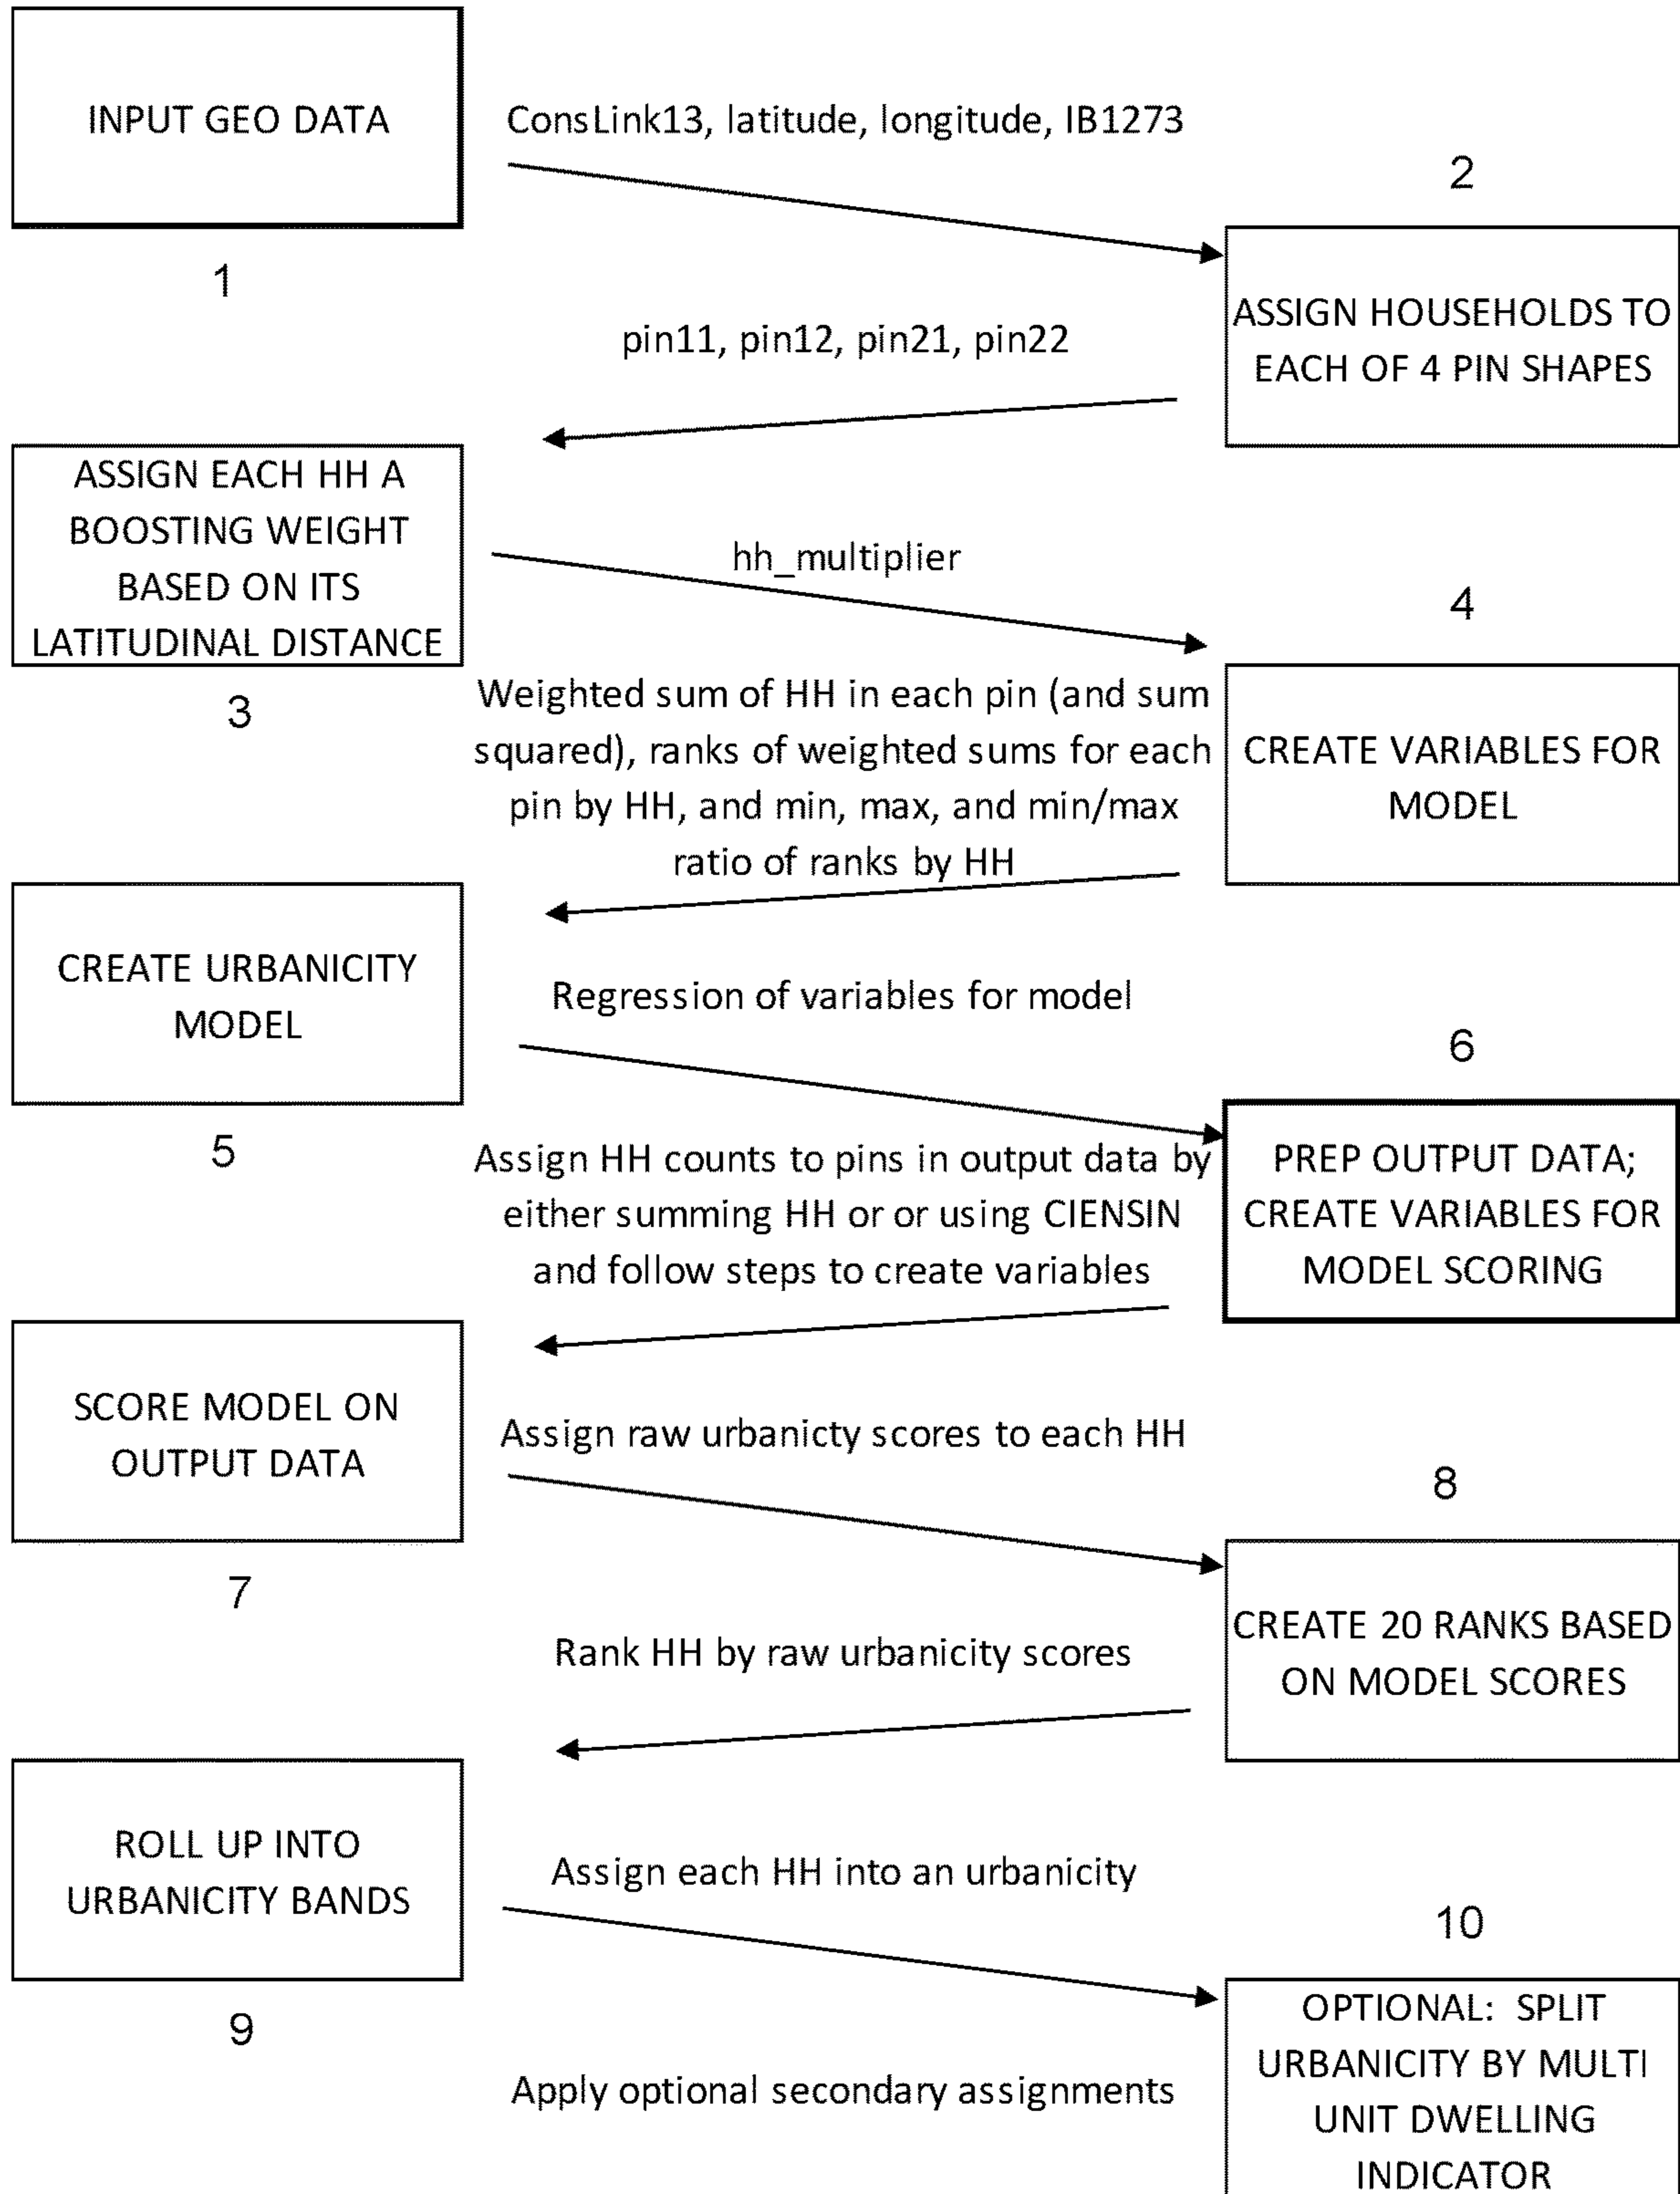 INPUT GEO DATA
1
ConsLink13, latitude, longitude, IB1273
2
ASSIGN HOUSEHOLDS TO
EACH OF 4 PIN SHAPES
pin11, pin12, pin21, pin22
ASSIGN EACH HH A
BOOSTING WEIGHT
BASED ON ITS
LATITUDINAL DISTANCE
3
hh_multiplier
4
CREATE VARIABLES FOR
MODEL
Weighted sum of HH in each pin (and sum
squared), ranks of weighted sums for each
pin by HH, and min, max, and min/max
ratio of ranks by HH
CREATE URBANICITY
MODEL
5
Regression of variables for model
6
PREP OUTPUT DATA;
CREATE VARIABLES FOR
MODEL SCORING
Assign HH counts to pins in output data by
either summing HH or or using CIENSIN
and follow steps to create variables
SCORE MODEL ON
OUTPUT DATA
7
Assign raw urbanicty scores to each HH
8
CREATE 20 RANKS BASED
ON MODEL SCORES
Rank HH by raw urbanicity scores
ROLL UP INTO
URBANICITY BANDS
9
Assign each HH into an urbanicity
10
OPTIONAL: SPLIT
URBANICITY BY MULTI
UNIT DWELLING
INDICATOR
Apply optional secondary assignments